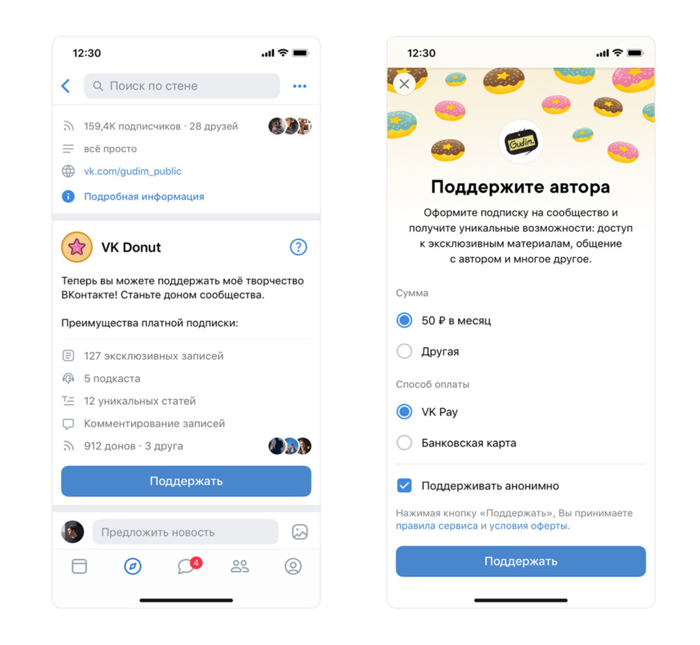 12:30
Поиск по стене
159,4K подписчиков · 28 друзей
всё просто
vk.com/gudim_public
Подробная информация
VK Donut
?
Теперь вы можете поддержать моё творчество
ВКонтакте! Станьте доном сообщества.
Преимущества платной подписки:
127 эксклюзивных записей
5 подкаста
12 уникальных статей
Комментирование записей
912 донов · 3 друга
Поддержать
Предложить новость
4
12:30
Gudim
Поддержите автора
Оформите подписку на сообщество и
получите уникальные возможности: доступ
к эксклюзивным материалам, общение
с автором и многое другое.
Сумма
50 ₽ в месяц
Другая
Способ оплаты
VK Pay
Банковская карта
Поддерживать анонимно
Нажимая кнопку «Поддержать», Вы принимаете
правила сервиса и условия оферты.
Поддержать